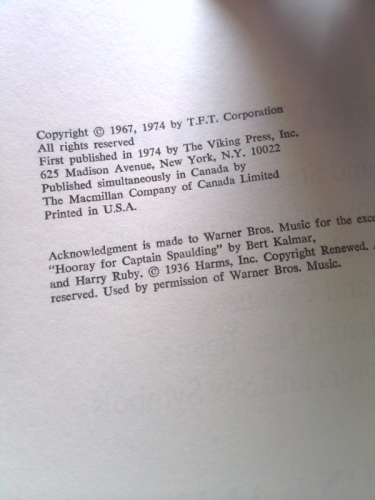 Copyright © 1967, 1974 by T.F.T. Corporation
All rights reserved
First published in 1974 by The Viking Press, Inc.
625 Madison Avenue, New York, N.Y. 10022
Published simultaneously in Canada by
The Macmillan Company of Canada Limited
Printed in U.S.A.
Acknowledgment is made to Warner Bros. Music for the
"Hooray for Captain Spaulding" by Bert Kalmar,
and Harry Ruby. © 1936 Harms, Inc. Copyright Renewed.
reserved. Used by permission of Warner Bros. Music.